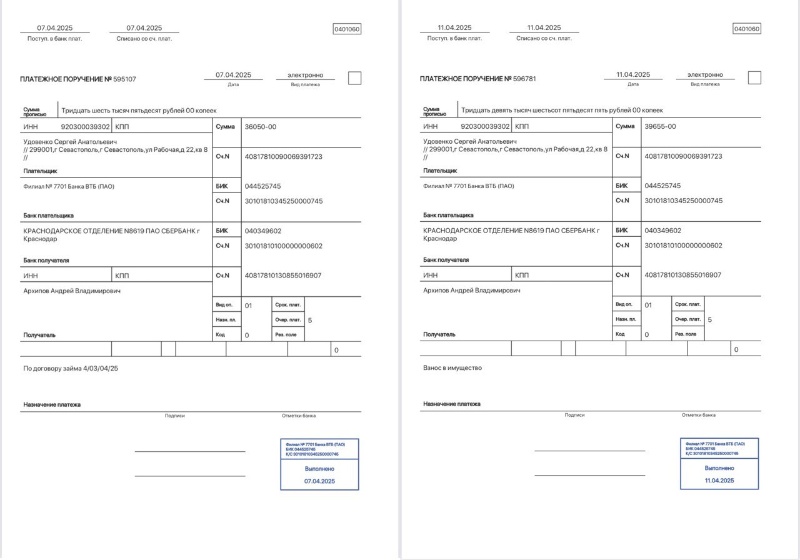 07.04.2025 07.04.2025 0401060
Поступ. в банк плат. Списано со сч. плат.
ПЛАТЕЖНОЕ ПОРУЧЕНИЕ № 595107 07.04.2025 электронно
Дата Вид платежа
Сумма прописью Тридцать шесть тысяч пятьдесят рублей 00 копеек
ИНН 920300039302 КПП Сумма 36050-00
Удовенко Сергей Анатольевич
// 299001,г Севастополь,г Севастополь,ул Рабочая,д 22,кв 8
//
Сч.N 40817810090069391723
Плательщик
Филиал № 7701 Банка ВТБ (ПАО) БИК 044525745
Сч.N 30101810345250000745
Банк плательщика
КРАСНОДАРСКОЕ ОТДЕЛЕНИЕ N8619 ПАО СБЕРБАНК г БИК 040349602
Краснодар
Сч.N 30101810100000000602
Банк получателя
ИНН КПП Сч.N 40817810130855016907
Архипов Андрей Владимирович
Вид оп. 01 Срок. плат.
Назн. пл. Очер. плат. 5
Получатель Код 0 Рез. поле
0
По договору займа 4/03/04/25
Назначение платежа
Подписи Отметки банка
Филиал № 7701 Банка ВТБ (ПАО)
БИК 044525745
К/С 30101810345250000745
Выполнено
07.04.2025
11.04.2025 11.04.2025 0401060
Поступ. в банк плат. Списано со сч. плат.
ПЛАТЕЖНОЕ ПОРУЧЕНИЕ № 596781 11.04.2025 электронно
Дата Вид платежа
Сумма прописью Тридцать девять тысяч шестьсот пятьдесят пять рублей 00 копеек
ИНН 920300039302 КПП Сумма 39655-00
Удовенко Сергей Анатольевич
// 299001,г Севастополь,г Севастополь,ул Рабочая,д 22,кв 8
//
Сч.N 40817810090069391723
Плательщик
Филиал № 7701 Банка ВТБ (ПАО) БИК 044525745
Сч.N 30101810345250000745
Банк плательщика
КРАСНОДАРСКОЕ ОТДЕЛЕНИЕ N8619 ПАО СБЕРБАНК г БИК 040349602
Краснодар
Сч.N 30101810100000000602
Банк получателя
ИНН КПП Сч.N 40817810130855016907
Архипов Андрей Владимирович
Вид оп. 01 Срок. плат.
Назн. пл. Очер. плат. 5
Получатель Код 0 Рез. поле
0
Взнос в имущество
Назначение платежа
Подписи Отметки банка
Филиал № 7701 Банка ВТБ (ПАО)
БИК 044525745
К/С 30101810345250000745
Выполнено
11.04.2025